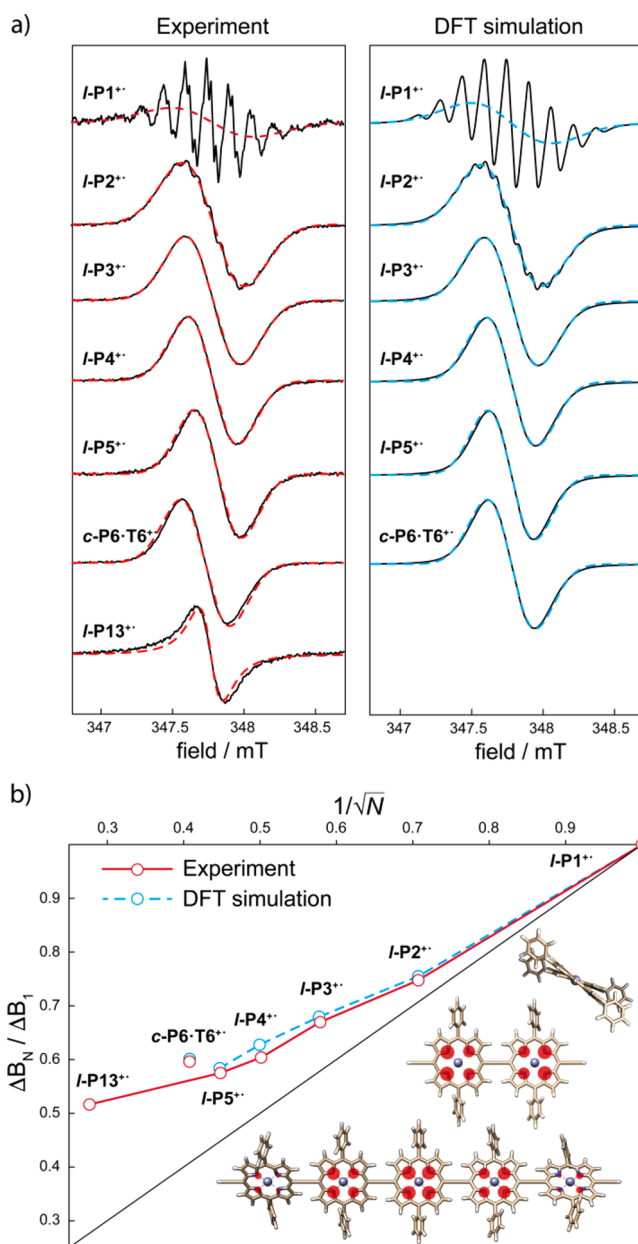 a)
Experiment
DFT simulation
l-P1+·
l-P2+·
l-P3+·
l-P4+·
l-P5+·
c-P6·T6+·
l-P13+·
347 347.5 348 348.5
field / mT
l-P1+·
l-P2+·
l-P3+·
l-P4+·
l-P5+·
c-P6·T6+·
347 347.5 348 348.5
field / mT
b)
1/√N
0.3 0.4 0.5 0.6 0.7 0.8 0.9
Experiment
DFT simulation
ΔB_N / ΔB_1
0.9
0.8
0.7
0.6
0.5
0.4
0.3
l-P1+·
l-P2+·
l-P3+·
l-P4+·
c-P6·T6+·
l-P13+·
l-P5+·